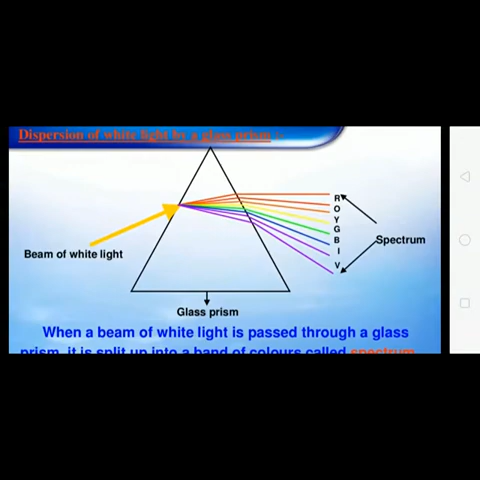 Dispersion of white light by a glass prism :-
R
O
Y
G
B
I
V
Spectrum
Beam of white light
Glass prism
When a beam of white light is passed through a glass
prism, it is split up into a band of colours called spectrum